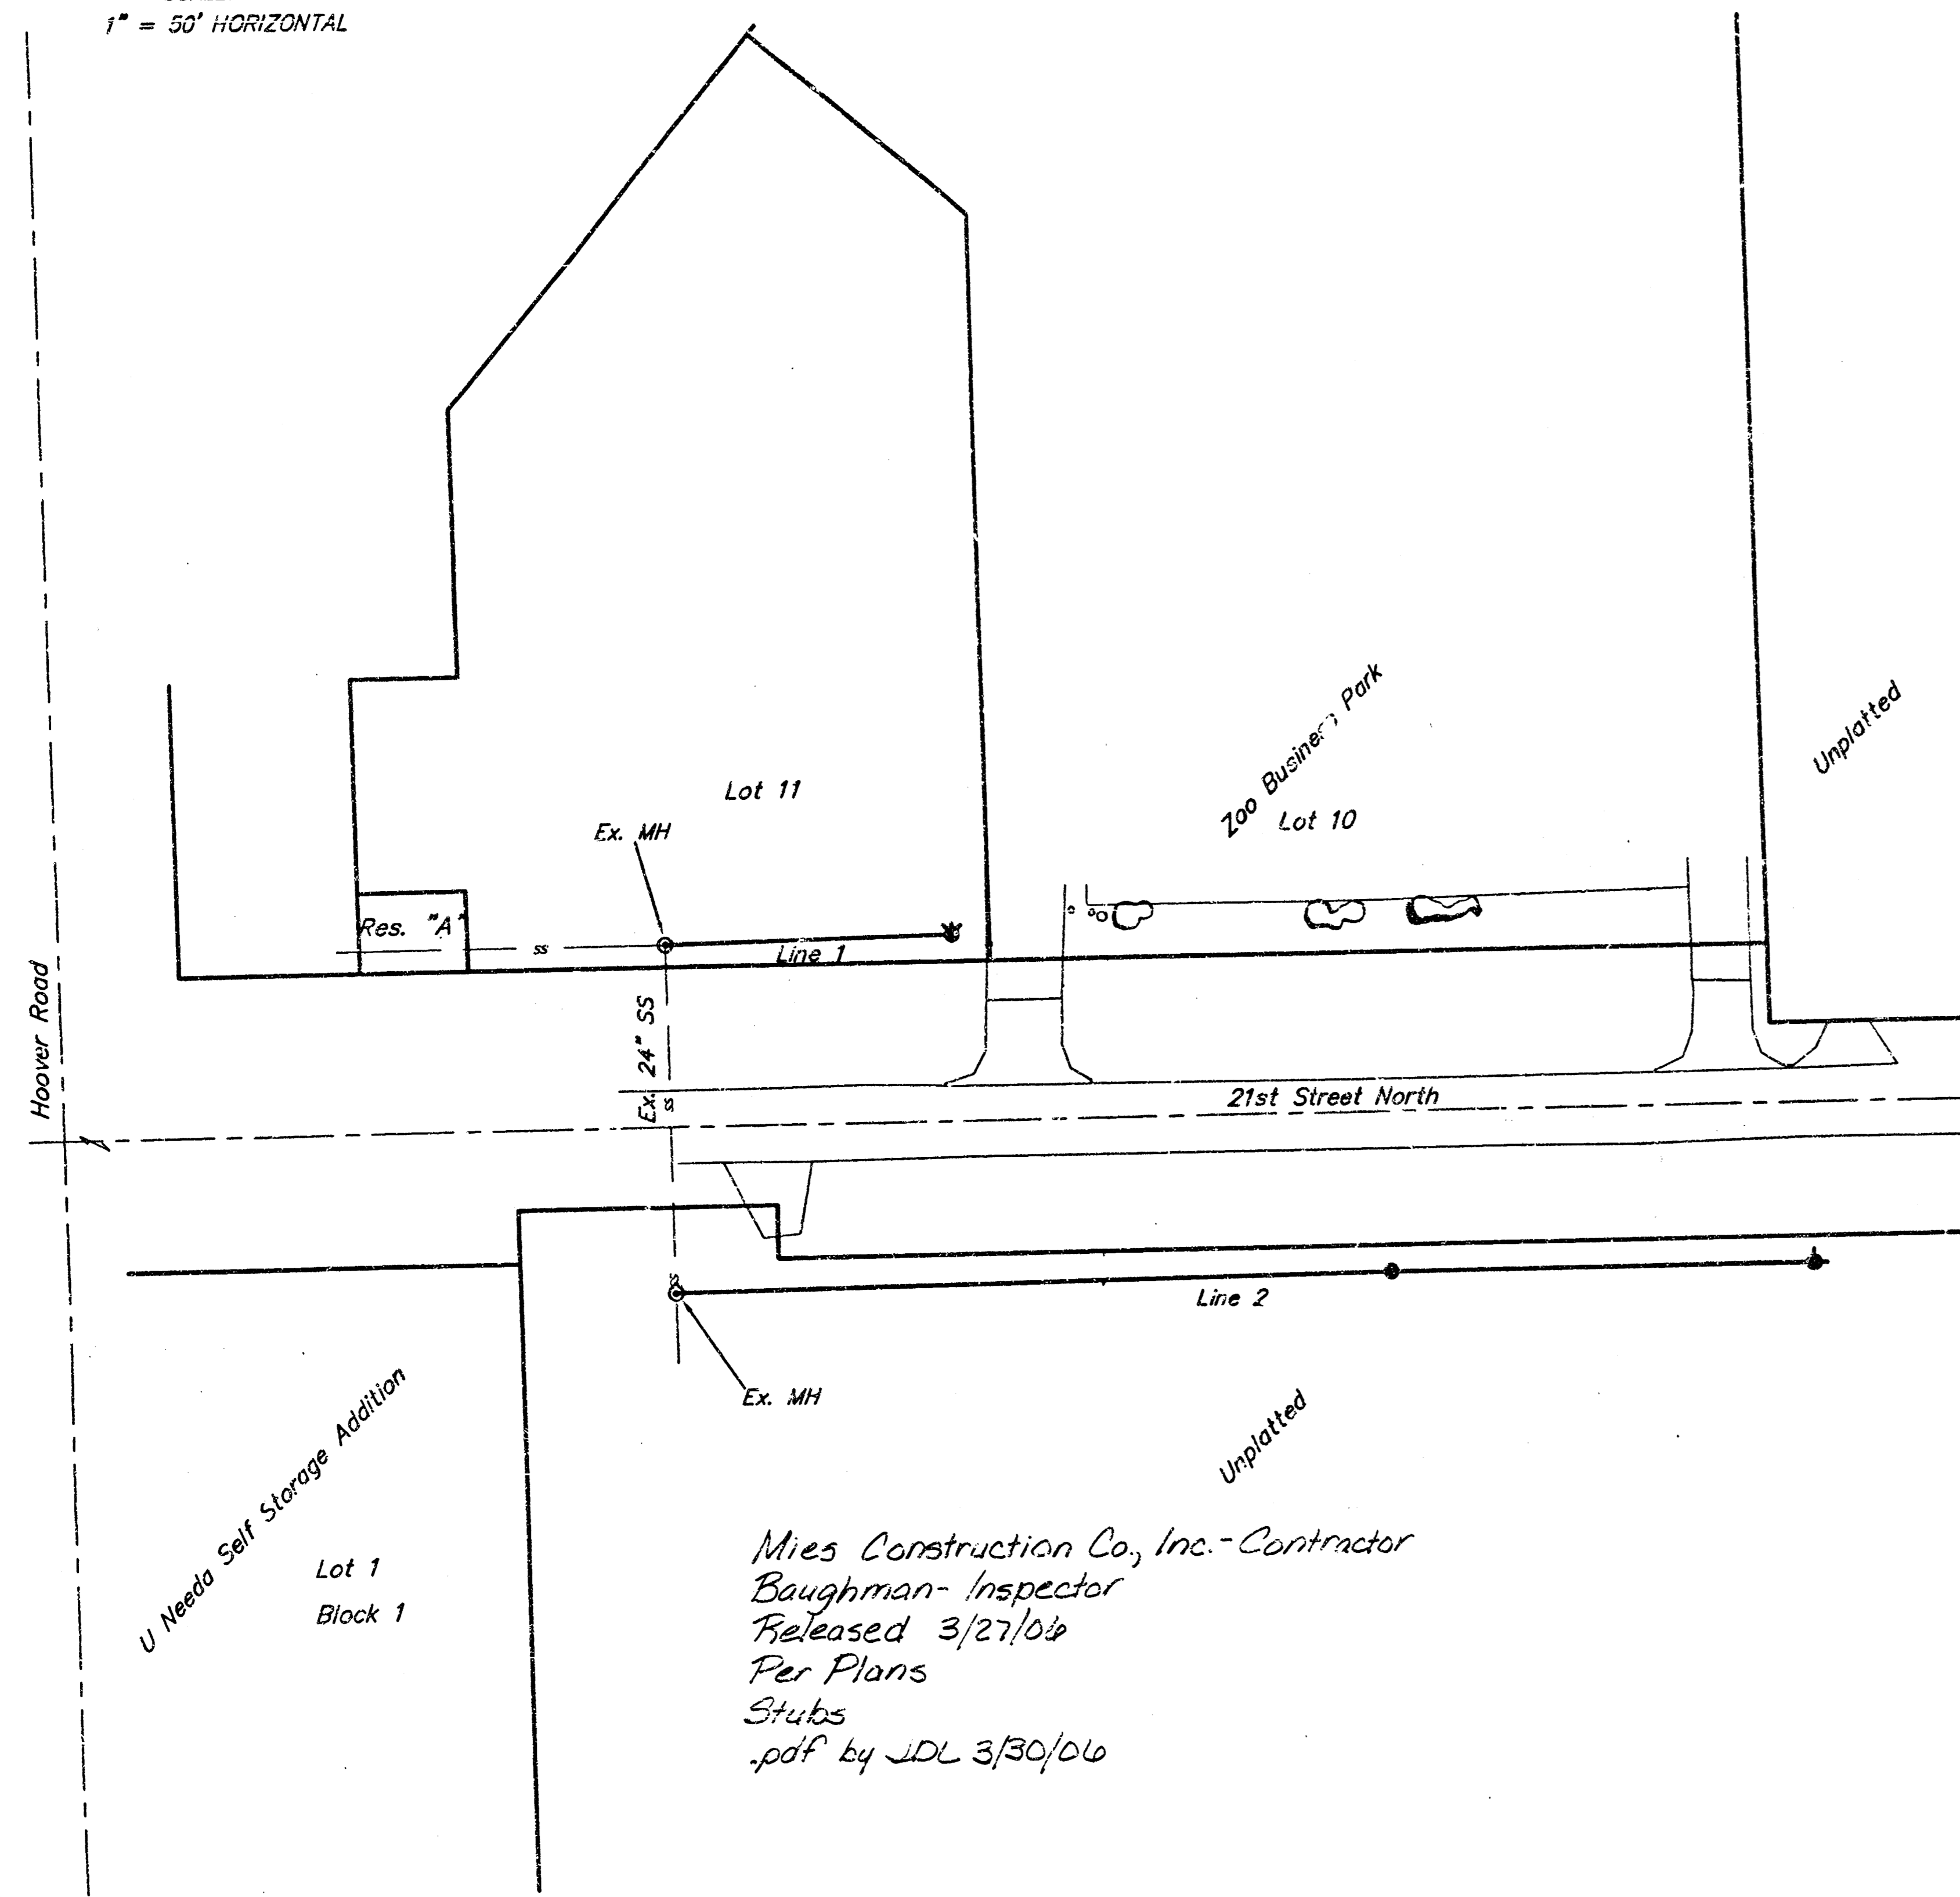 1" = 50' HORIZONTAL
Zoo Business Park
Unplatted
Lot 11
Lot 10
Ex. MH
Res. "A"
ss
Line 1
Hoover Road
Ex. 24" SS
ss
21st Street North
ss
Line 2
Ex. MH
U Needa Self Storage Addition
Unplatted
Lot 1
Block 1
Mies Construction Co., Inc.-Contractor
Baughman- Inspector
Released 3/27/06
Per Plans
Stubs
.pdf by JDL 3/30/06